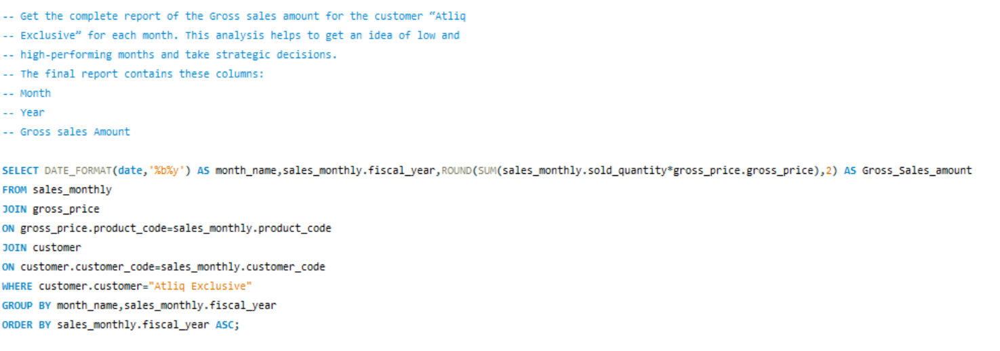 -- Get the complete report of the Gross sales amount for the customer “Atliq
-- Exclusive” for each month. This analysis helps to get an idea of low and
-- high-performing months and take strategic decisions.
-- The final report contains these columns:
-- Month
-- Year
-- Gross sales Amount
SELECT DATE_FORMAT(date,'%b%y') AS month_name,sales_monthly.fiscal_year,ROUND(SUM(sales_monthly.sold_quantity*gross_price.gross_price),2) AS Gross_Sales_amount
FROM sales_monthly
JOIN gross_price
ON gross_price.product_code=sales_monthly.product_code
JOIN customer
ON customer.customer_code=sales_monthly.customer_code
WHERE customer.customer="Atliq Exclusive"
GROUP BY month_name,sales_monthly.fiscal_year
ORDER BY sales_monthly.fiscal_year ASC;